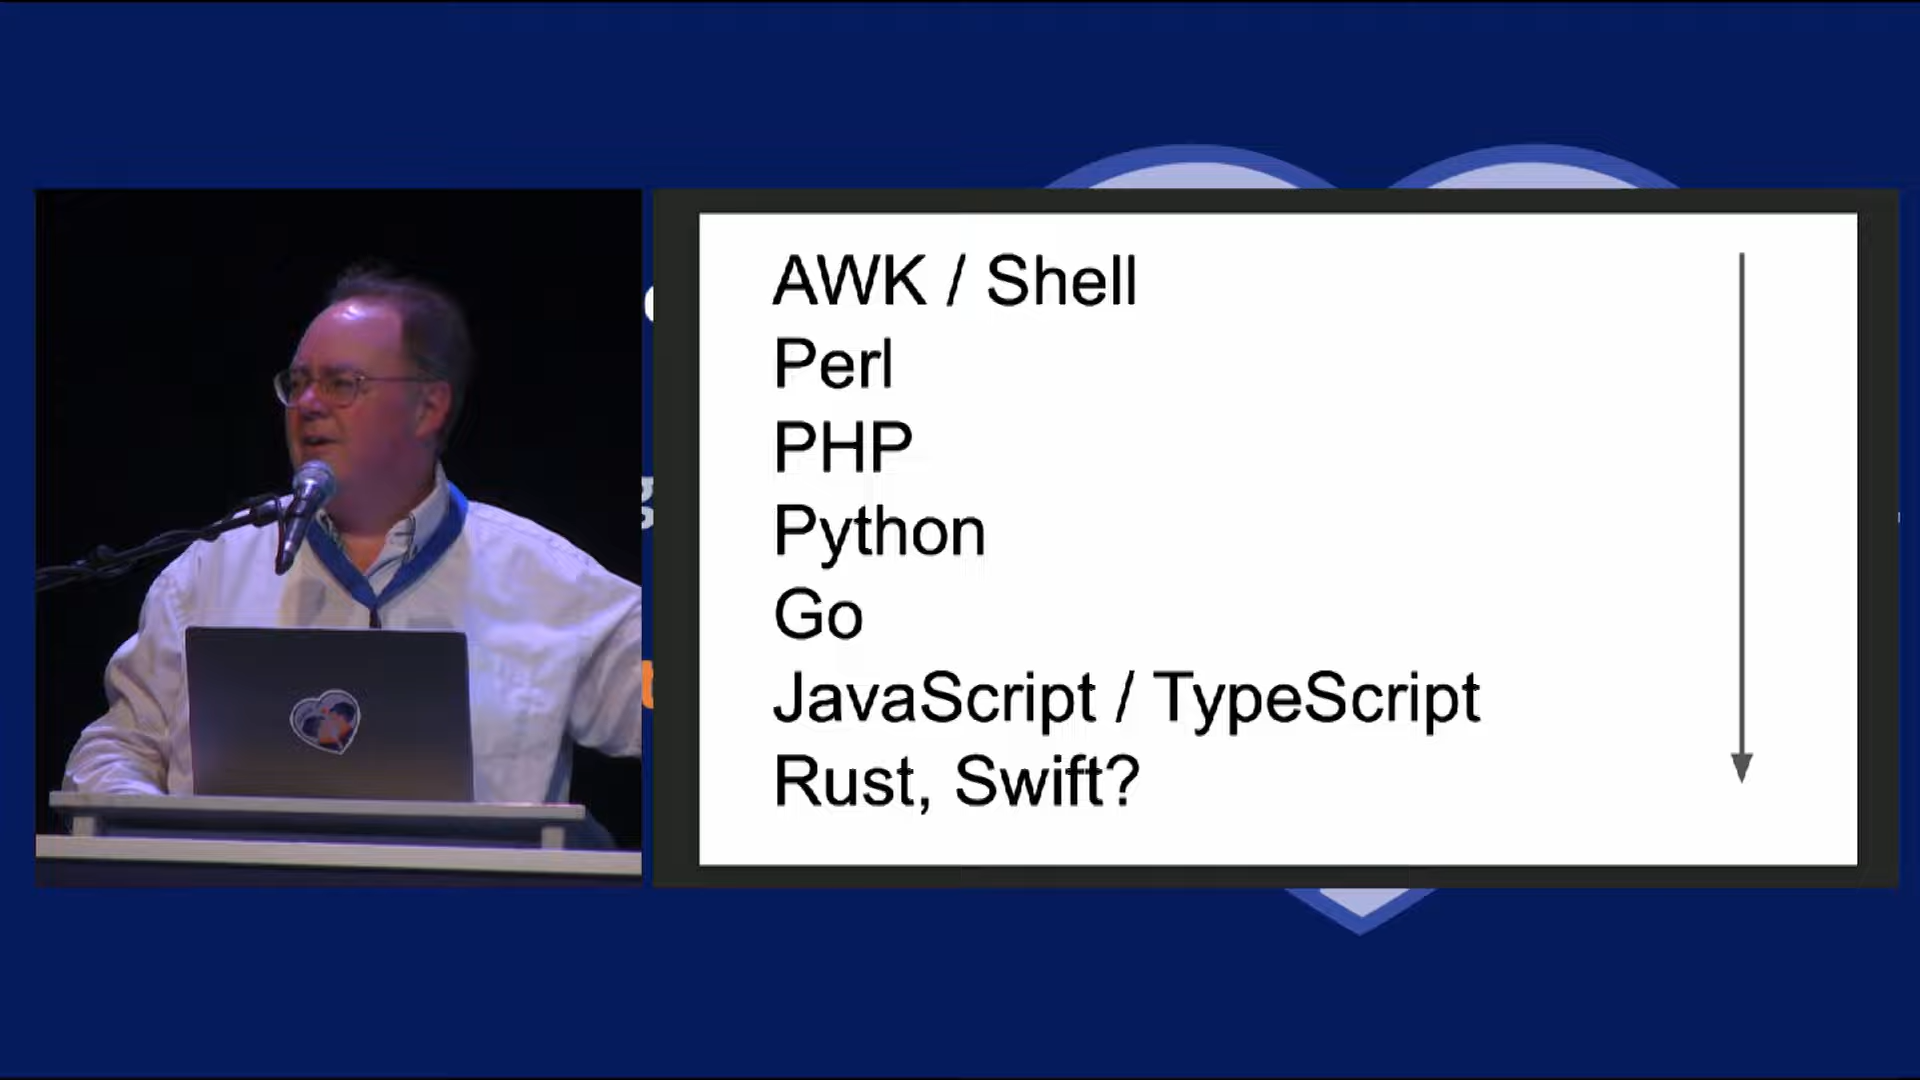 AWK / Shell
Perl
PHP
Python
Go
JavaScript / TypeScript
Rust, Swift?